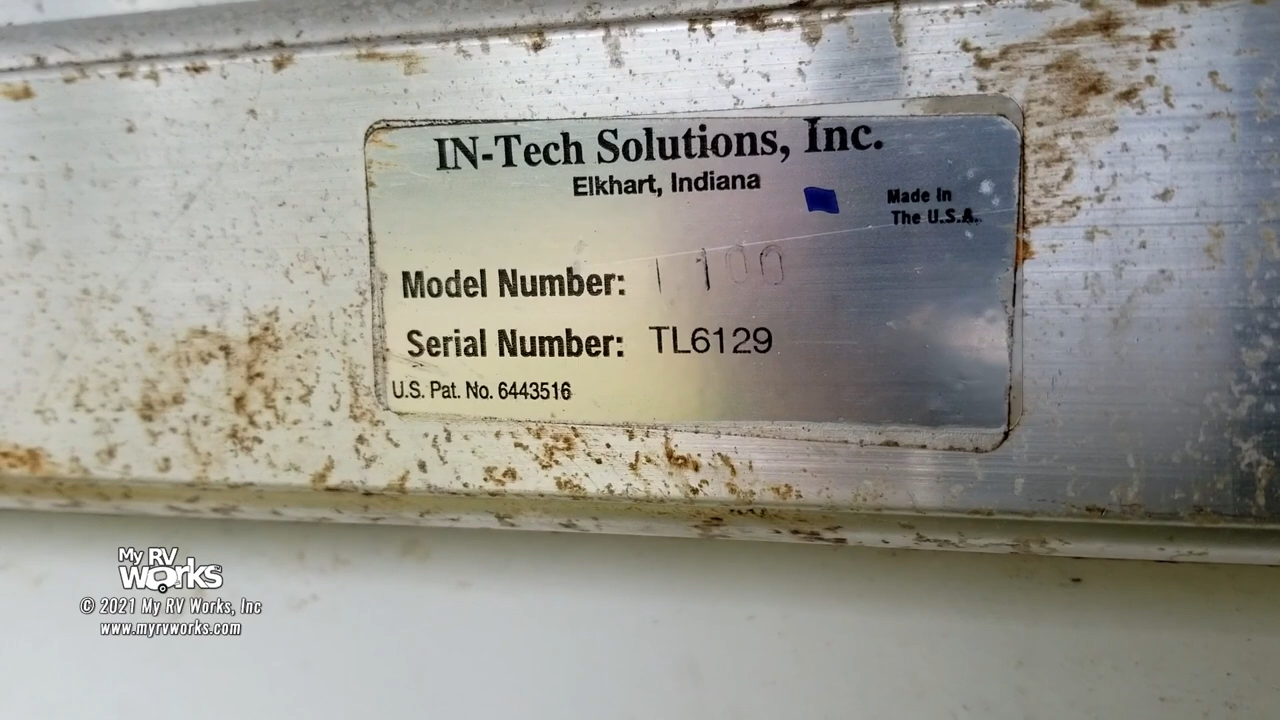 IN-Tech Solutions, Inc.
Elkhart, Indiana
Made In
The U.S.A.
Model Number: 1100
Serial Number: TL6129
U.S. Pat. No. 6443516
My RV
Works
© 2021 My RV Works, Inc
www.myrvworks.com